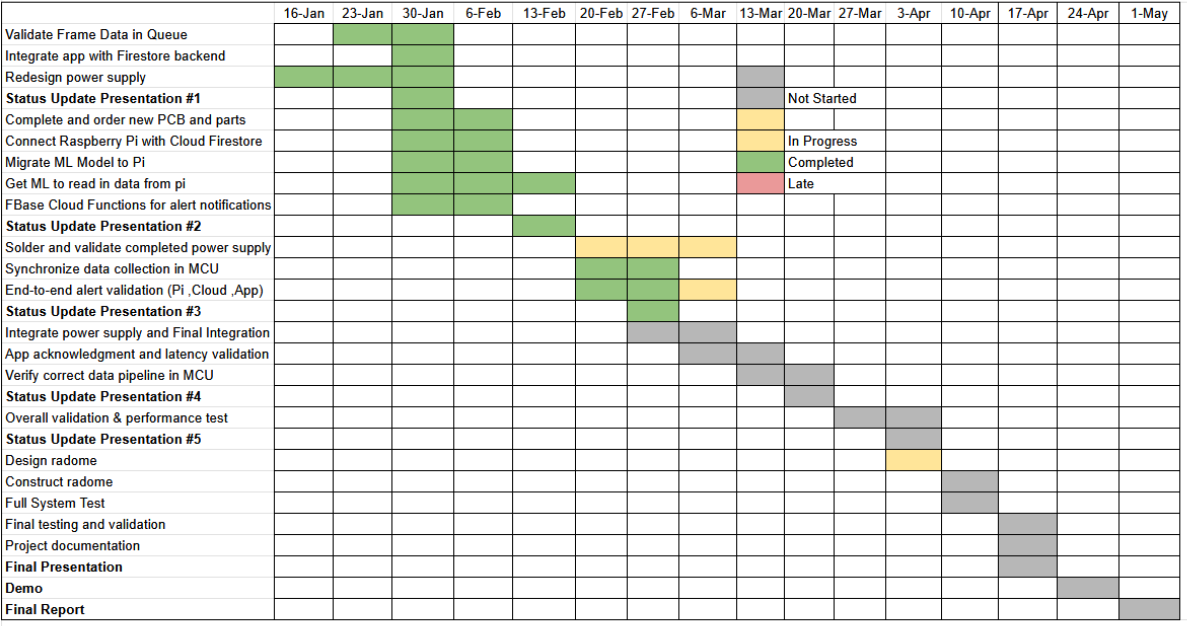 16-Jan 23-Jan 30-Jan 6-Feb 13-Feb 20-Feb 27-Feb 6-Mar 13-Mar 20-Mar 27-Mar 3-Apr 10-Apr 17-Apr 24-Apr 1-May
Validate Frame Data in Queue
Integrate app with Firestore backend
Redesign power supply
Status Update Presentation #1 Not Started
Complete and order new PCB and parts
Connect Raspberry Pi with Cloud Firestore In Progress
Migrate ML Model to Pi Completed
Get ML to read in data from pi Late
FBase Cloud Functions for alert notifications
Status Update Presentation #2
Solder and validate completed power supply
Synchronize data collection in MCU
End-to-end alert validation (Pi ,Cloud ,App)
Status Update Presentation #3
Integrate power supply and Final Integration
App acknowledgment and latency validation
Verify correct data pipeline in MCU
Status Update Presentation #4
Overall validation & performance test
Status Update Presentation #5
Design radome
Construct radome
Full System Test
Final testing and validation
Project documentation
Final Presentation
Demo
Final Report